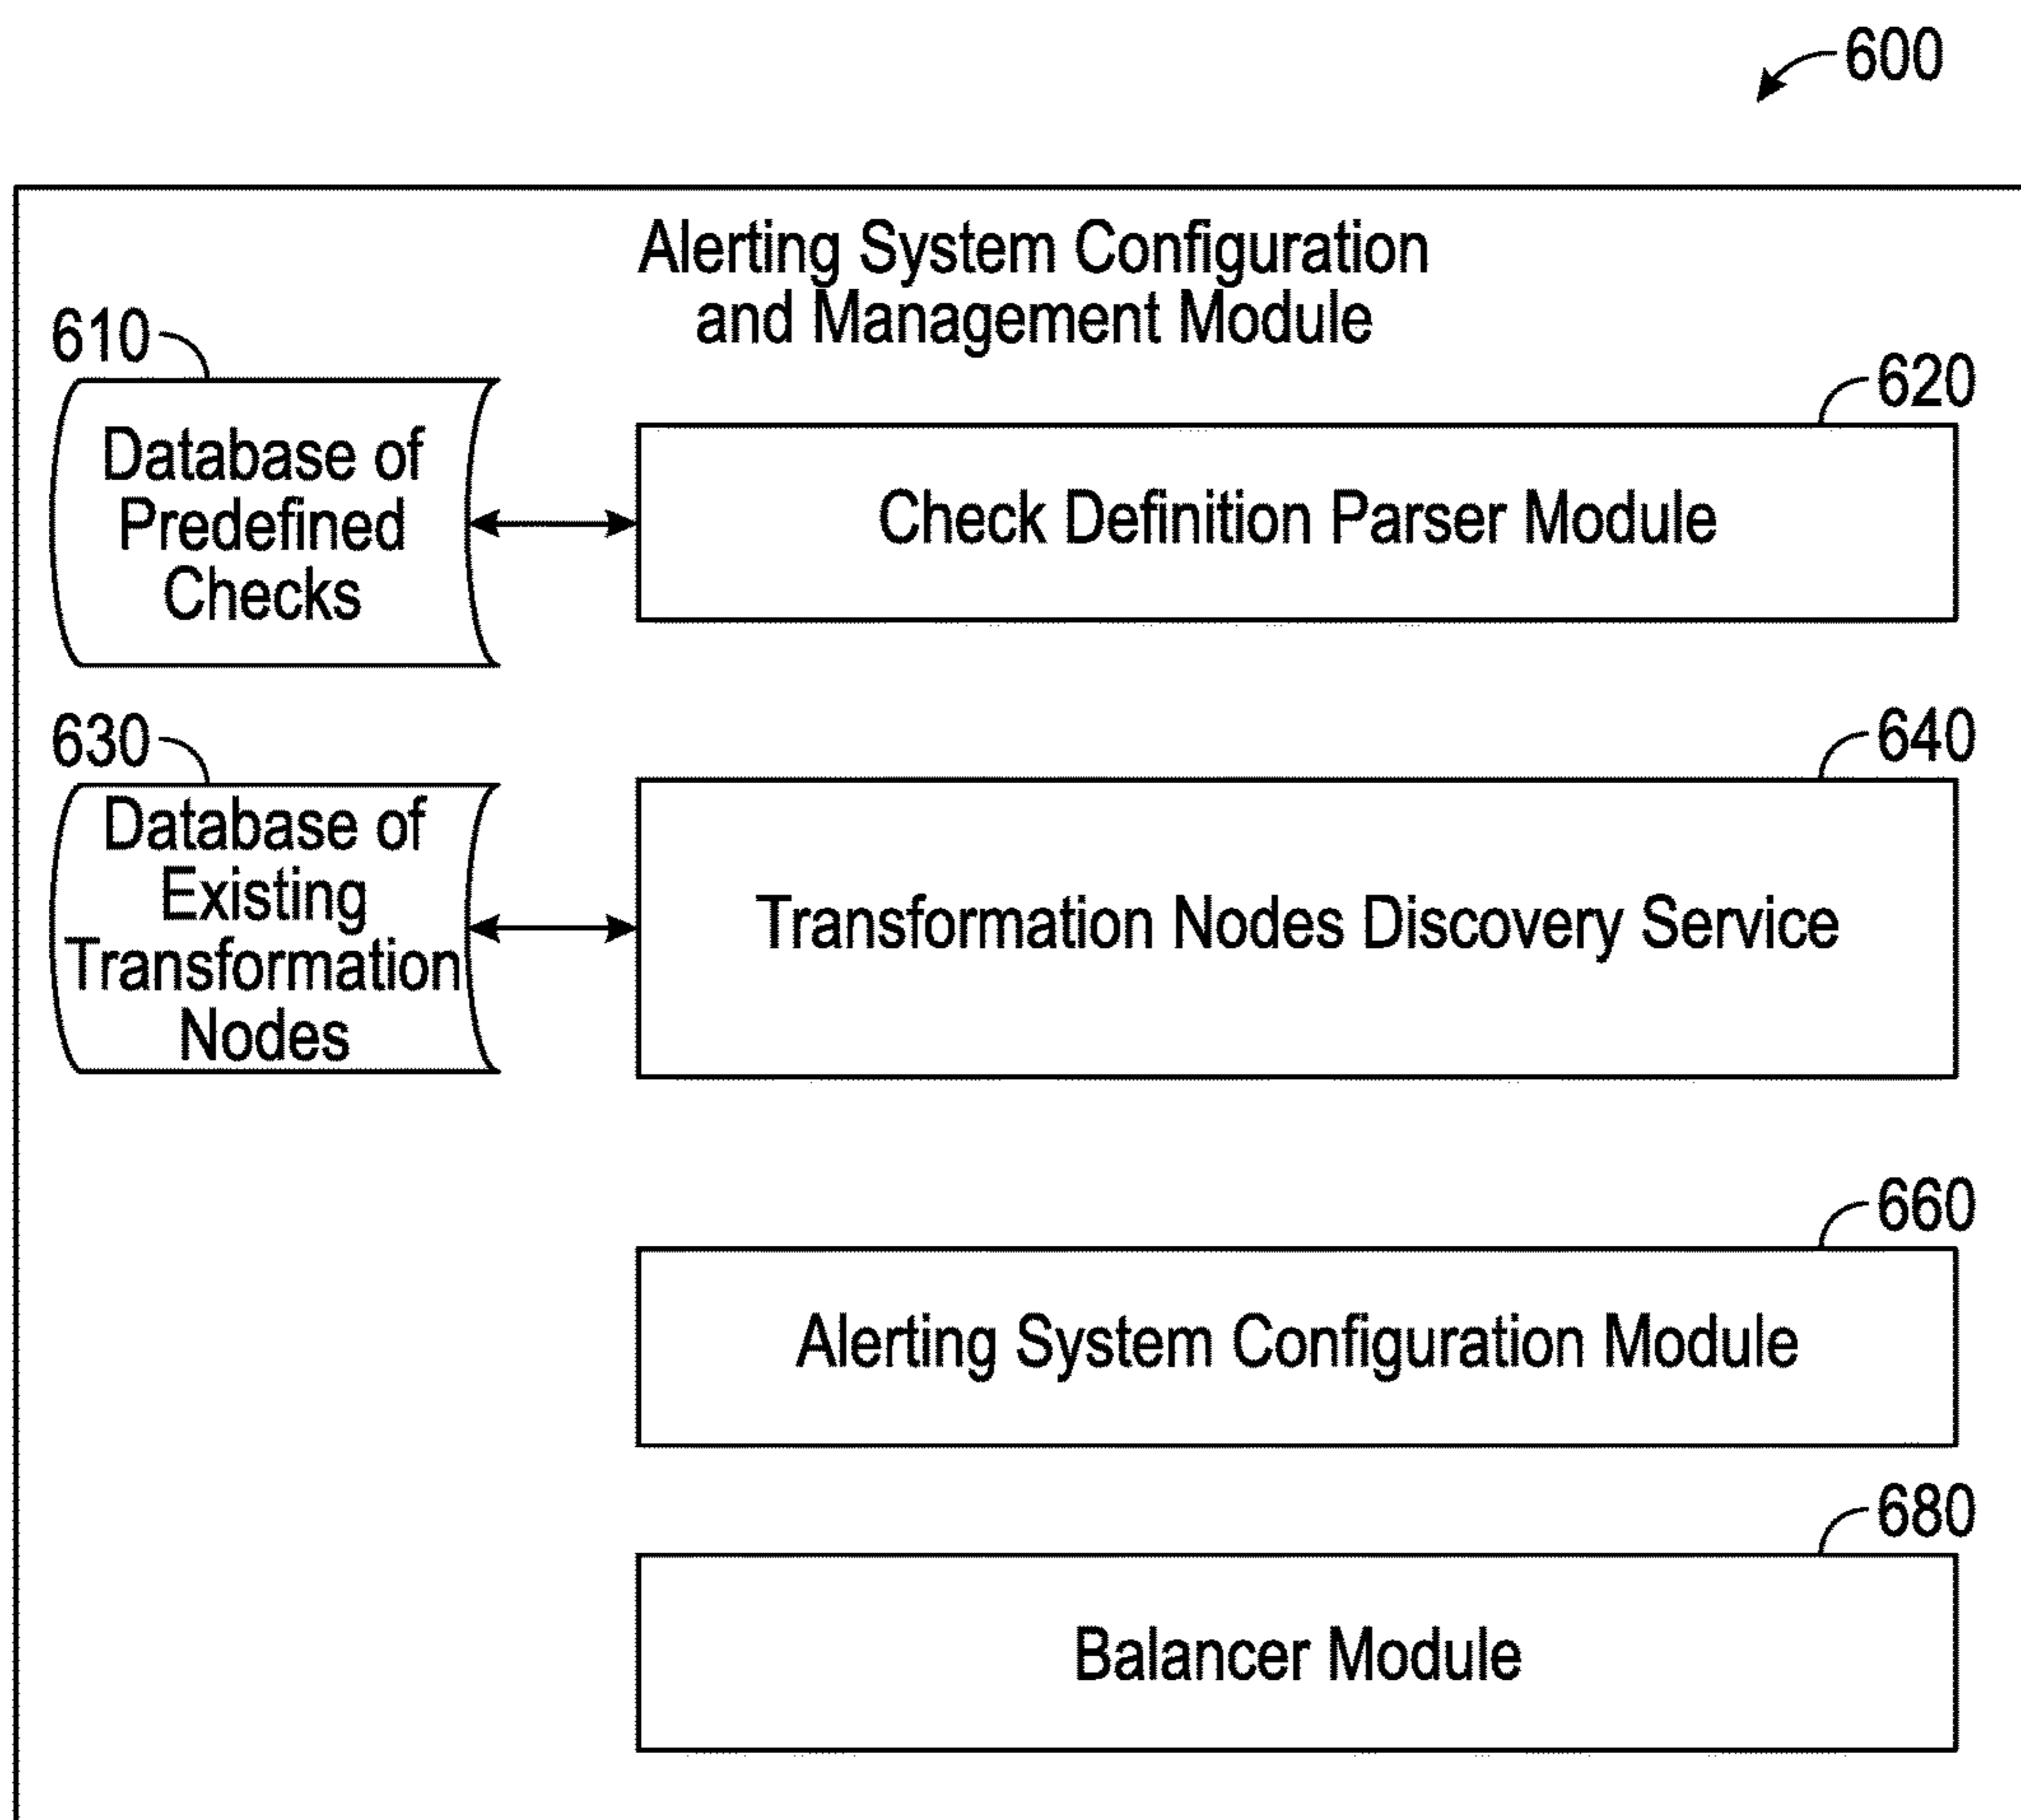 600
Alerting System Configuration
and Management Module
610
620
Database of
Predefined
Checks
Check Definition Parser Module
630
640
Database of
Existing
Transformation
Nodes
Transformation Nodes Discovery Service
660
Alerting System Configuration Module
680
Balancer Module